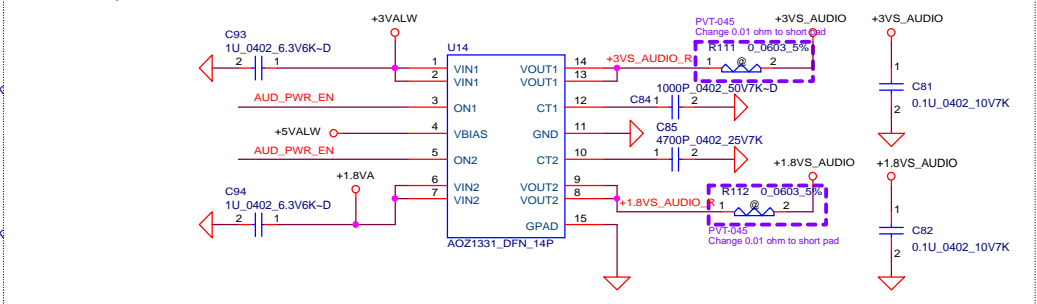 +3VALW
PVT-045
Change 0.01 ohm to short pad
+3VS_AUDIO
+3VS_AUDIO
C93
1U_0402_6.3V6K~D
2 1
U14
+3VS_AUDIO_R
R111 0_0603_5%
1 @ 2
1 VIN1 VOUT1 14
2 VIN1 VOUT1 13
1000P_0402_50V7K~D
AUD_PWR_EN
3 ON1 CT1 12
C84 1 2
1
C81
0.1U_0402_10V7K
2
+5VALW
4 VBIAS GND 11
C85
4700P_0402_25V7K
AUD_PWR_EN
5 ON2 CT2 10
1 2
+1.8VS_AUDIO
+1.8VS_AUDIO
+1.8VA
6 VIN2 VOUT2 9
7 VIN2 VOUT2 8
C94
1U_0402_6.3V6K~D
2 1
+1.8VS_AUDIO_R
R112 0_0603_5%
1 @ 2
GPAD 15
AOZ1331_DFN_14P
PVT-045
Change 0.01 ohm to short pad
1
C82
0.1U_0402_10V7K
2